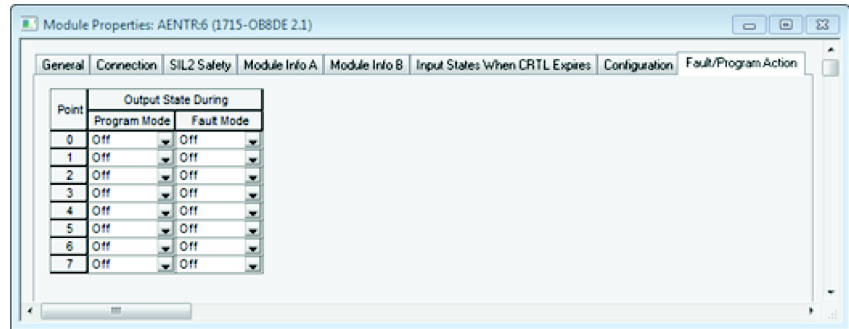 Module Properties: AENTR:6 (1715-OB8DE 2.1)
General Connection SIL2 Safety Module Info A Module Info B Input States When CRTL Expires Configuration Fault/Program Action
Point Output State During
Program Mode Fault Mode
0 Off Off
1 Off Off
2 Off Off
3 Off Off
4 Off Off
5 Off Off
6 Off Off
7 Off Off